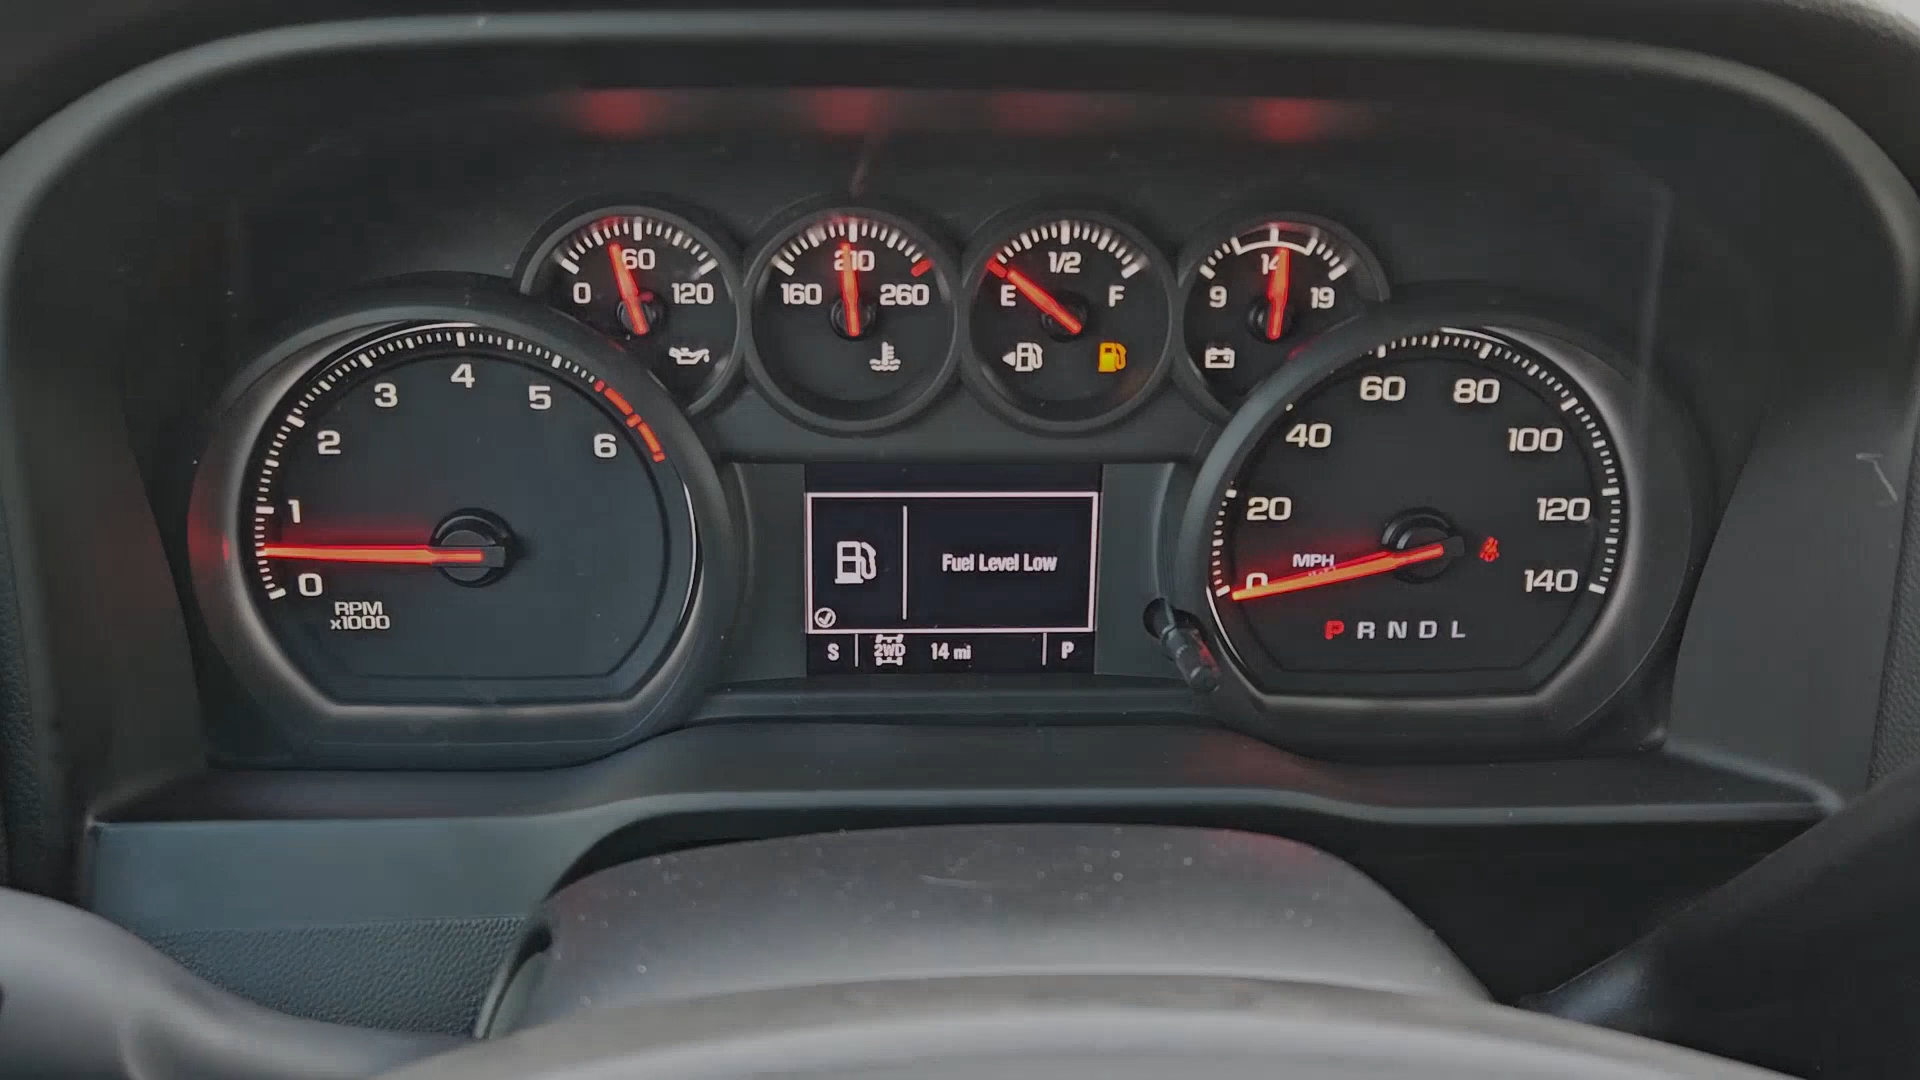 60
0 120
210
160 260
1/2
E F
14
9 19
4
3 5
2 6
1
0
RPM
x1000
Fuel Level Low
S 2WD 14 mi P
60 80
40 100
20 120
MPH
0 140
P R N D L